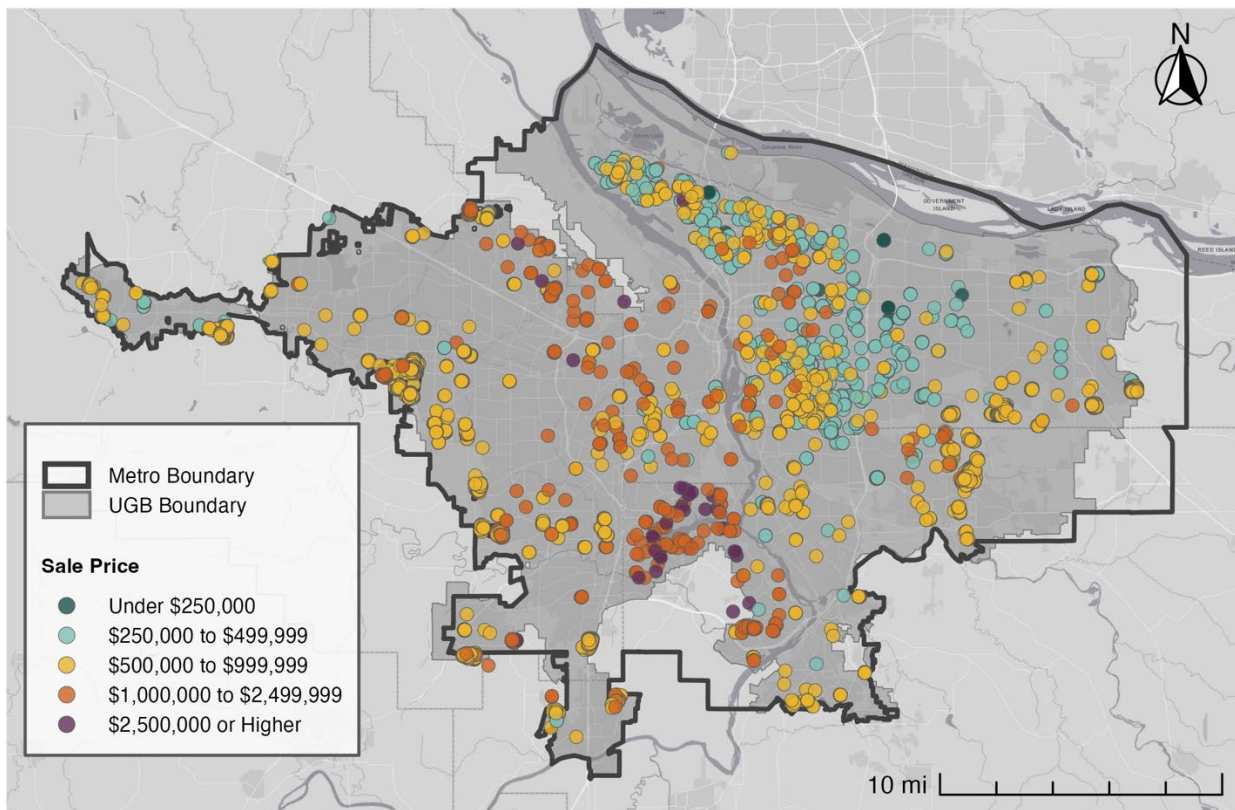 N
GOVERNMENT
ISLAND
LADY ISLAND
REED ISLAND
Columbia River
Metro Boundary
UGB Boundary
Sale Price
Under $250,000
$250,000 to $499,999
$500,000 to $999,999
$1,000,000 to $2,499,999
$2,500,000 or Higher
10 mi